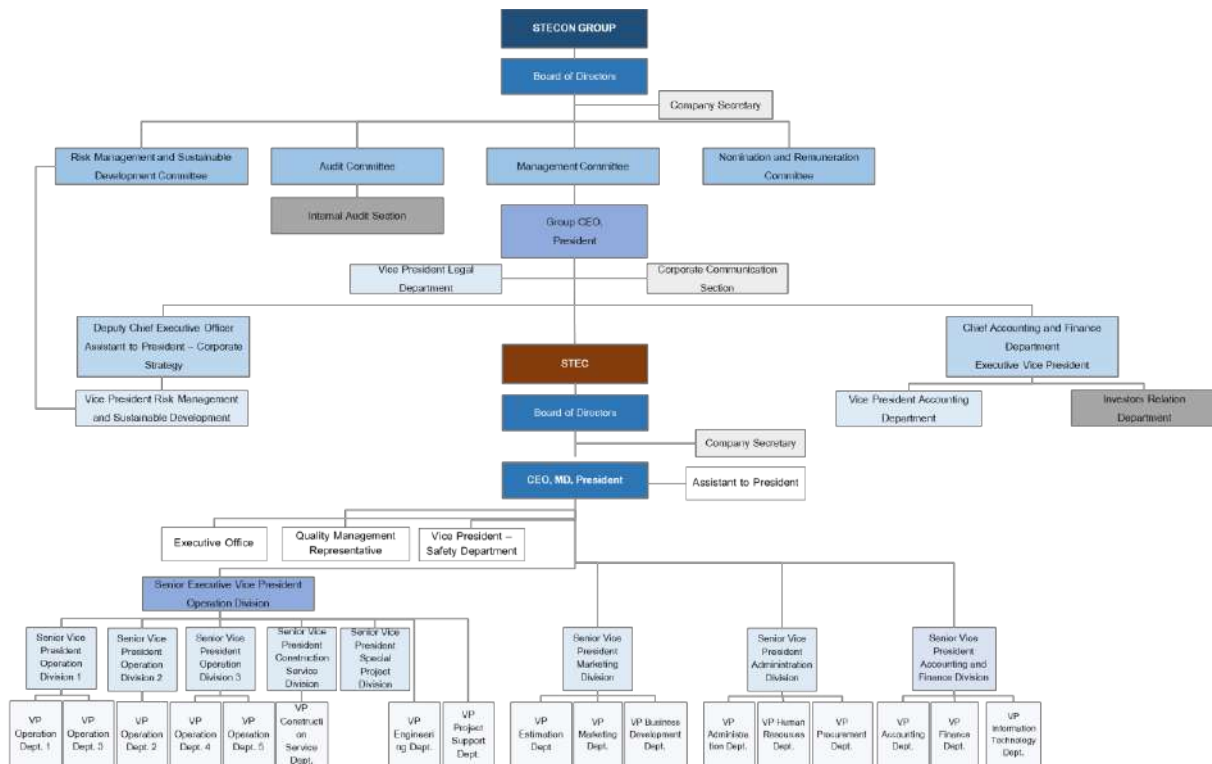 STECON GROUP
Board of Directors
Company Secretary
Risk Management and Sustainable
Development Committee
Audit Committee
Management Committee
Nomination and Remuneration
Committee
Internal Audit Section
Group CEO,
President
Vice President Legal
Department
Corporate Communication
Section
Deputy Chief Executive Officer
Assistant to President – Corporate
Strategy
STEC
Chief Accounting and Finance
Department
Executive Vice President
Vice President Risk Management
and Sustainable Development
Board of Directors
Vice President Accounting
Department
Investors Relation
Department
Company Secretary
CEO, MD, President
Assistant to President
Executive Office
Quality Management
Representative
Vice President –
Safety Department
Senior Executive Vice President
Operation Division
Senior Vice
President
Operation
Division 1
Senior Vice
President
Operation
Division 2
Senior Vice
President
Operation
Division 3
Senior Vice
President
Construction
Service
Division
Senior Vice
President
Special
Project
Division
Senior Vice
President
Marketing
Division
Senior Vice
President
Administration
Division
Senior Vice
President
Accounting and
Finance Division
VP
Operation
Dept. 1
VP
Operation
Dept. 3
VP
Operation
Dept. 2
VP
Operation
Dept. 4
VP
Operation
Dept. 5
VP
Constructi
on
Service
Dept.
VP
Engineeri
ng Dept.
VP
Project
Support
Dept.
VP
Estimation
Dept
VP
Marketing
Dept.
VP Business
Development
Dept.
VP
Administra
tion Dept.
VP Human
Resources
Dept.
VP
Procurement
Dept.
VP
Accounting
Dept.
VP
Finance
Dept.
VP
Information
Technology
Dept.